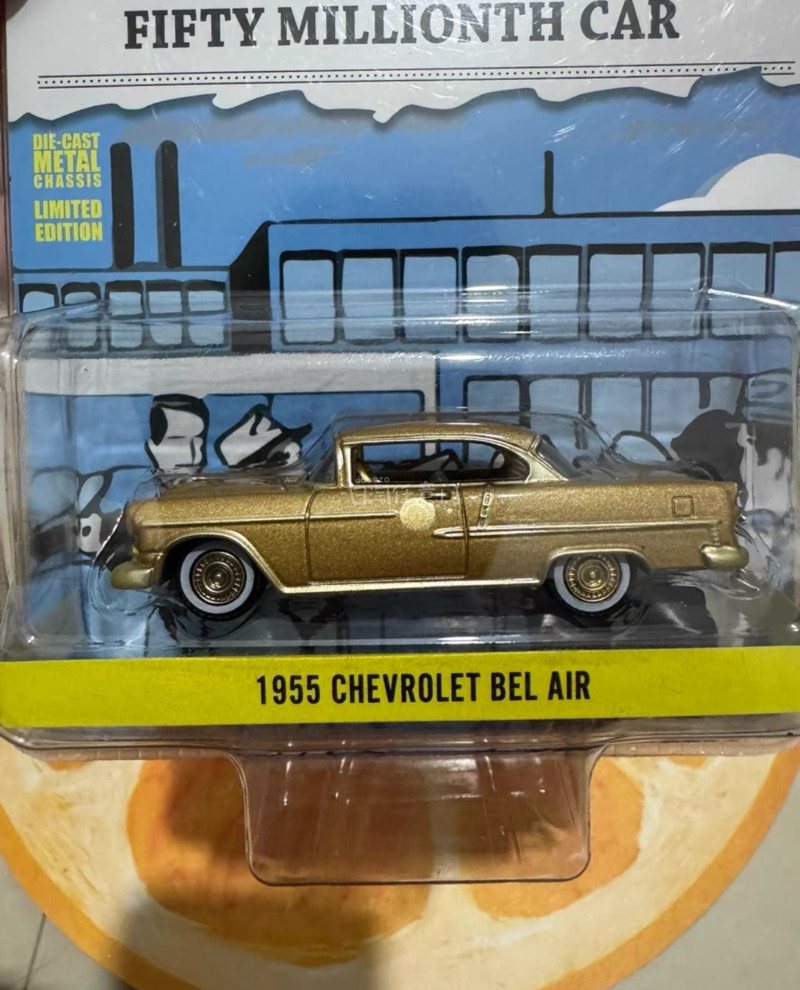 FIFTY MILLIONTH CAR
DIE-CAST
METAL
CHASSIS
LIMITED
EDITION
1955 CHEVROLET BEL AIR